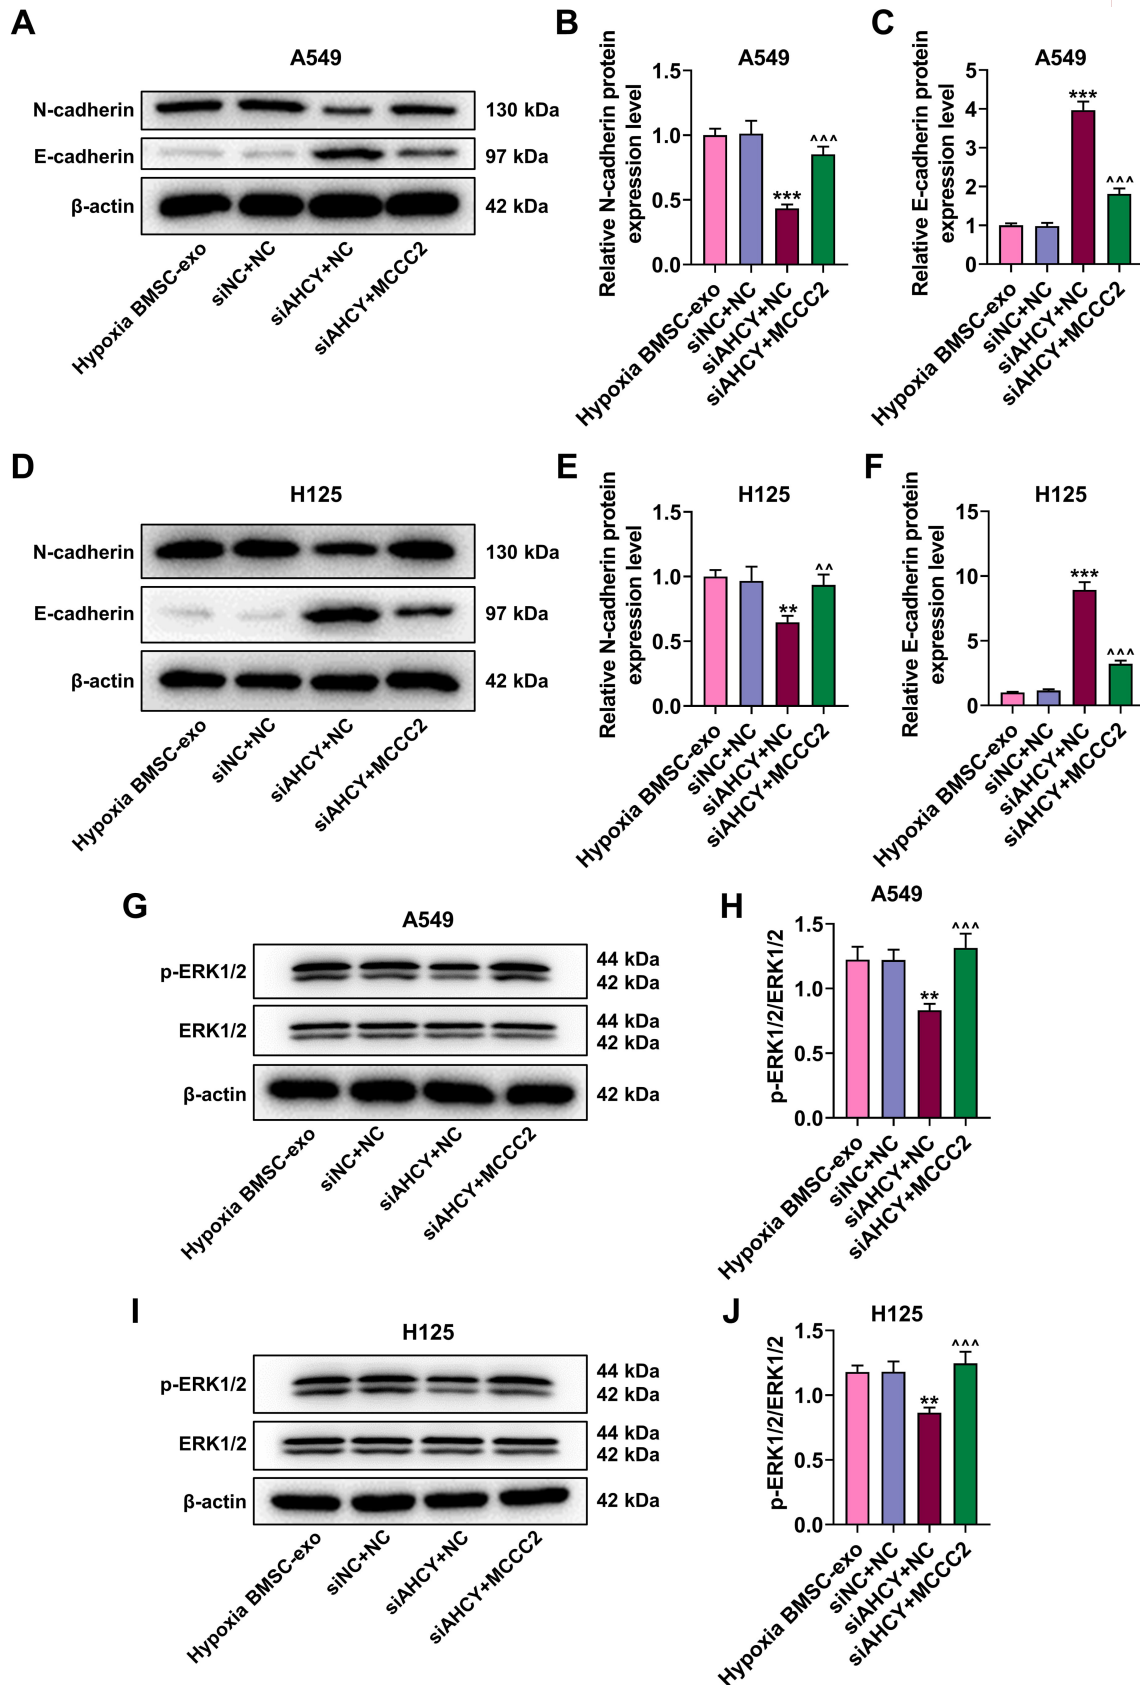 A
A549
N-cadherin
130 kDa
E-cadherin
97 kDa
β-actin
42 kDa
Hypoxia BMSC-exo
siNC+NC
siAHCY+NC
siAHCY+MCCC2
B
A549
Relative N-cadherin protein
expression level
1.5
1.0
0.5
0.0
***
^^^
Hypoxia BMSC-exo
siNC+NC
siAHCY+NC
siAHCY+MCCC2
C
A549
Relative E-cadherin protein
expression level
5
4
3
2
1
0
***
^^^
Hypoxia BMSC-exo
siNC+NC
siAHCY+NC
siAHCY+MCCC2
D
H125
N-cadherin
130 kDa
E-cadherin
97 kDa
β-actin
42 kDa
Hypoxia BMSC-exo
siNC+NC
siAHCY+NC
siAHCY+MCCC2
E
H125
Relative N-cadherin protein
expression level
1.5
1.0
0.5
0.0
**
^^
Hypoxia BMSC-exo
siNC+NC
siAHCY+NC
siAHCY+MCCC2
F
H125
Relative E-cadherin protein
expression level
15
10
5
0
***
^^^
Hypoxia BMSC-exo
siNC+NC
siAHCY+NC
siAHCY+MCCC2
G
A549
p-ERK1/2
44 kDa
42 kDa
ERK1/2
44 kDa
42 kDa
β-actin
42 kDa
Hypoxia BMSC-exo
siNC+NC
siAHCY+NC
siAHCY+MCCC2
H
A549
p-ERK1/2/ERK1/2
1.5
1.0
0.5
0.0
**
^^^
Hypoxia BMSC-exo
siNC+NC
siAHCY+NC
siAHCY+MCCC2
I
H125
p-ERK1/2
44 kDa
42 kDa
ERK1/2
44 kDa
42 kDa
β-actin
42 kDa
Hypoxia BMSC-exo
siNC+NC
siAHCY+NC
siAHCY+MCCC2
J
H125
p-ERK1/2/ERK1/2
1.5
1.0
0.5
0.0
**
^^^
Hypoxia BMSC-exo
siNC+NC
siAHCY+NC
siAHCY+MCCC2